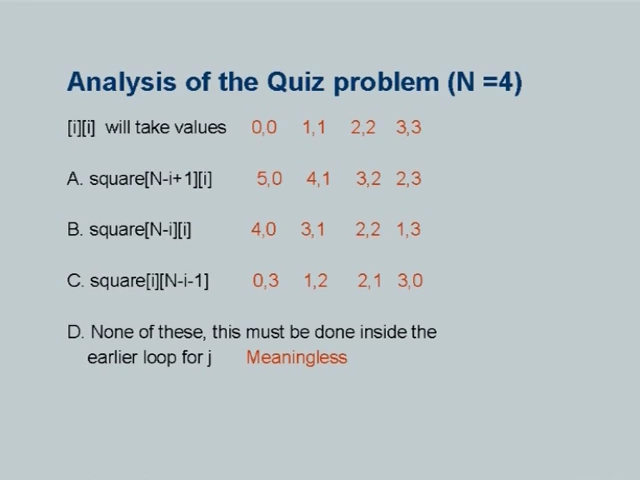 Analysis of the Quiz problem (N =4)
[i][i] will take values 0,0 1,1 2,2 3,3
A. square[N-i+1][i] 5,0 4,1 3,2 2,3
B. square[N-i][i] 4,0 3,1 2,2 1,3
C. square[i][N-i-1] 0,3 1,2 2,1 3,0
D. None of these, this must be done inside the
earlier loop for j Meaningless